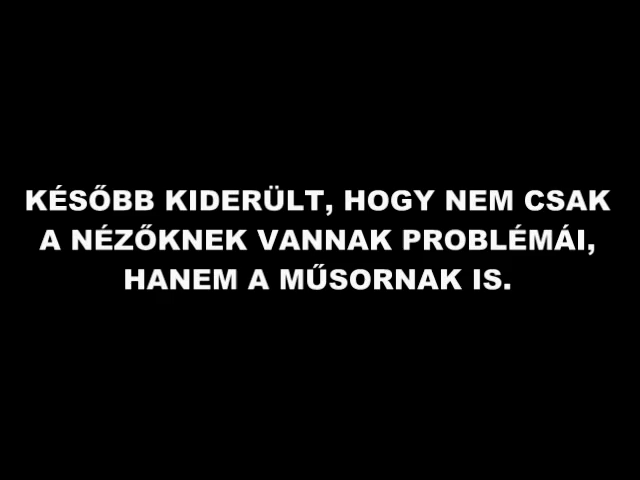 KÉSŐBB KIDERÜLT, HOGY NEM CSAK
A NÉZŐKNEK VANNAK PROBLÉMÁI,
HANEM A MŰSORNAK IS.